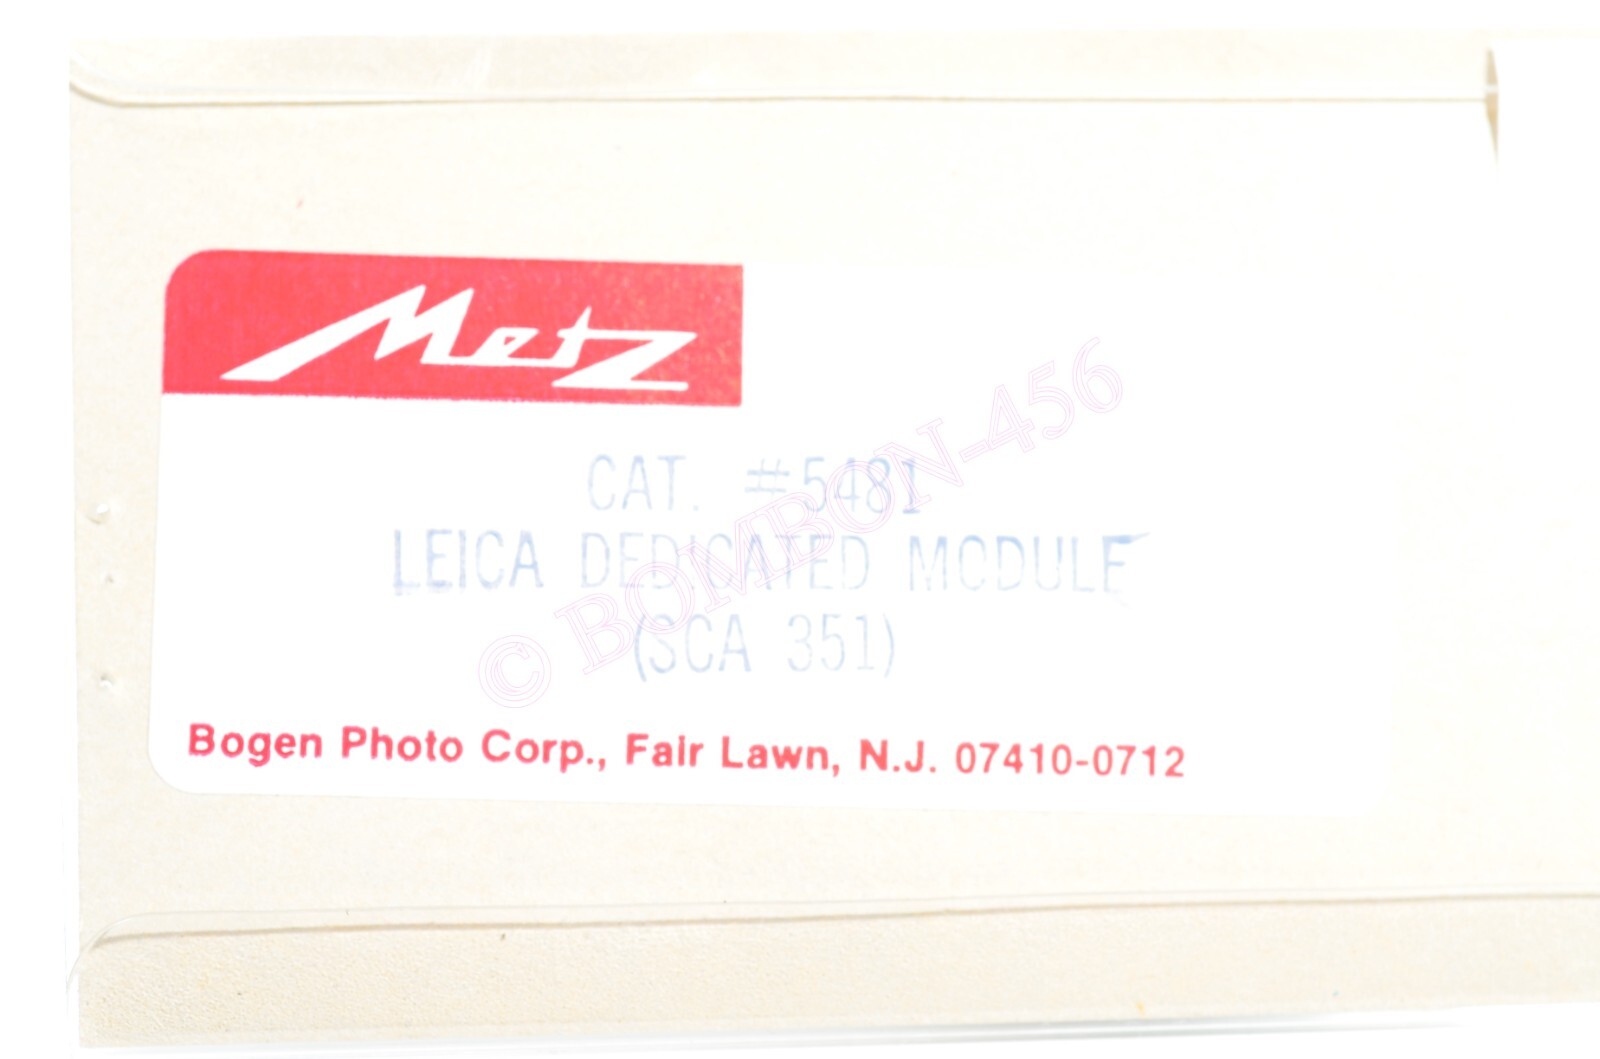 Metz
CAT. #5481
LEICA DEDICATED MODULE
(SCA 351)
© BOMBON-456
Bogen Photo Corp., Fair Lawn, N.J. 07410-0712